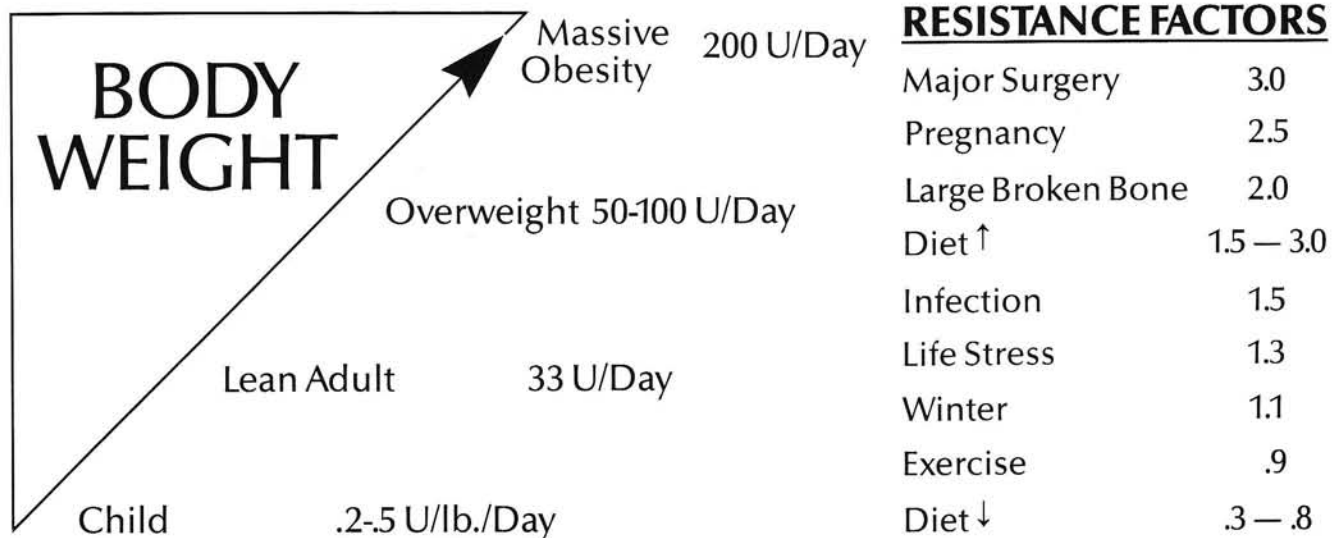 BODY
WEIGHT
Massive
Obesity
200 U/Day
Overweight 50-100 U/Day
Lean Adult 33 U/Day
Child .2-.5 U/lb./Day
RESISTANCE FACTORS
Major Surgery 3.0
Pregnancy 2.5
Large Broken Bone 2.0
Diet ↑ 1.5 — 3.0
Infection 1.5
Life Stress 1.3
Winter 1.1
Exercise .9
Diet ↓ .3 — .8